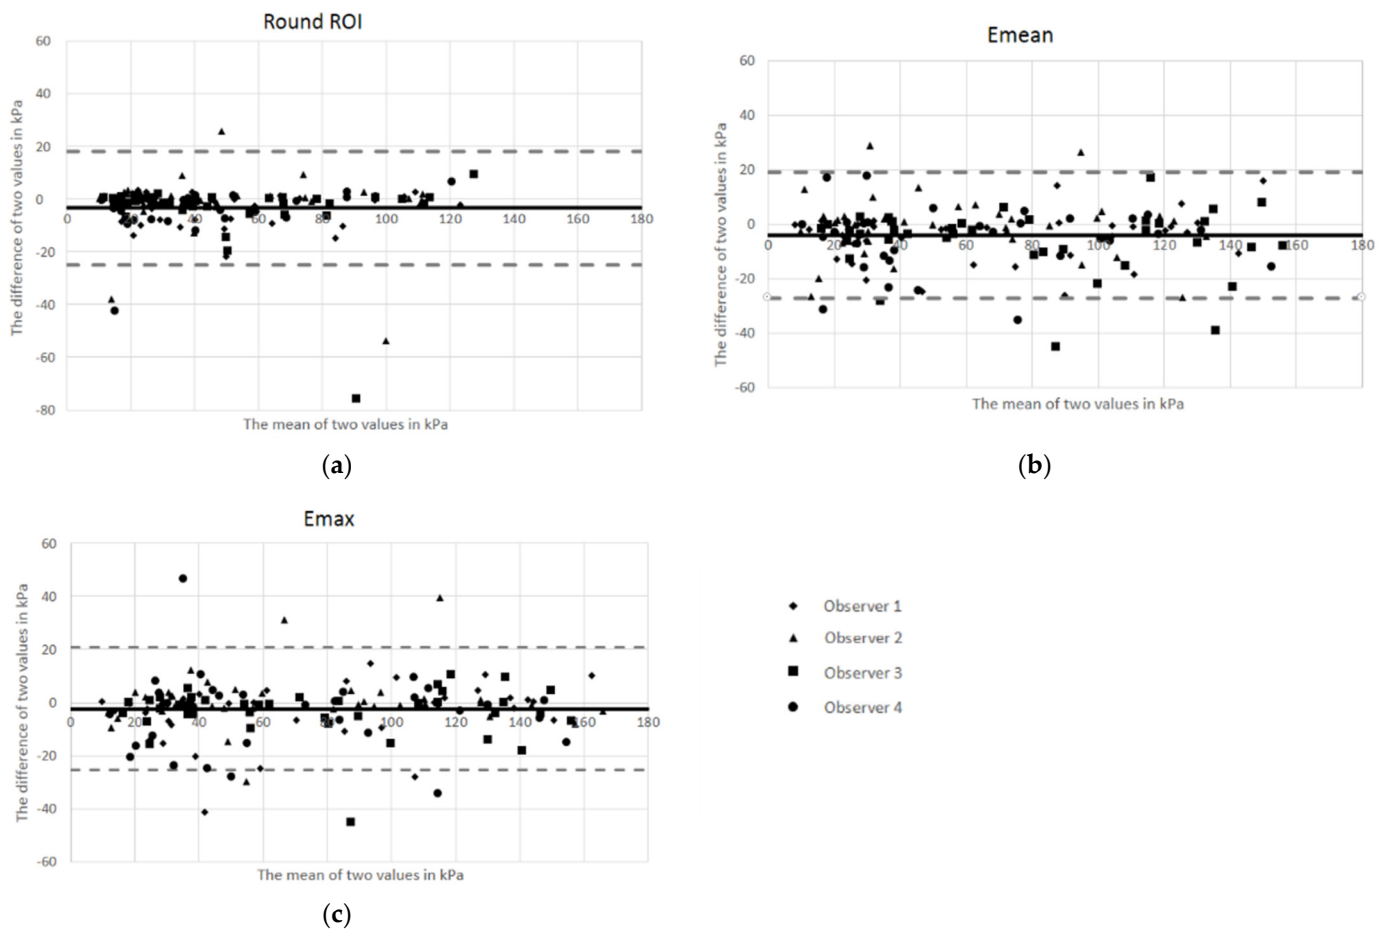 Round ROI
The difference of two values in kPa
60
40
20
0
-20
-40
-60
-80
0 20 40 60 80 100 120 140 160 180
The mean of two values in kPa
(a)
Emean
The difference of two values in kPa
60
40
20
0
-20
-40
-60
0 20 40 60 80 100 120 140 160 180
The mean of two values in kPa
(b)
Emax
The difference of two values in kPa
60
40
20
0
-20
-40
-60
0 20 40 60 80 100 120 140 160 180
The mean of two values in kPa
(c)
Observer 1
Observer 2
Observer 3
Observer 4